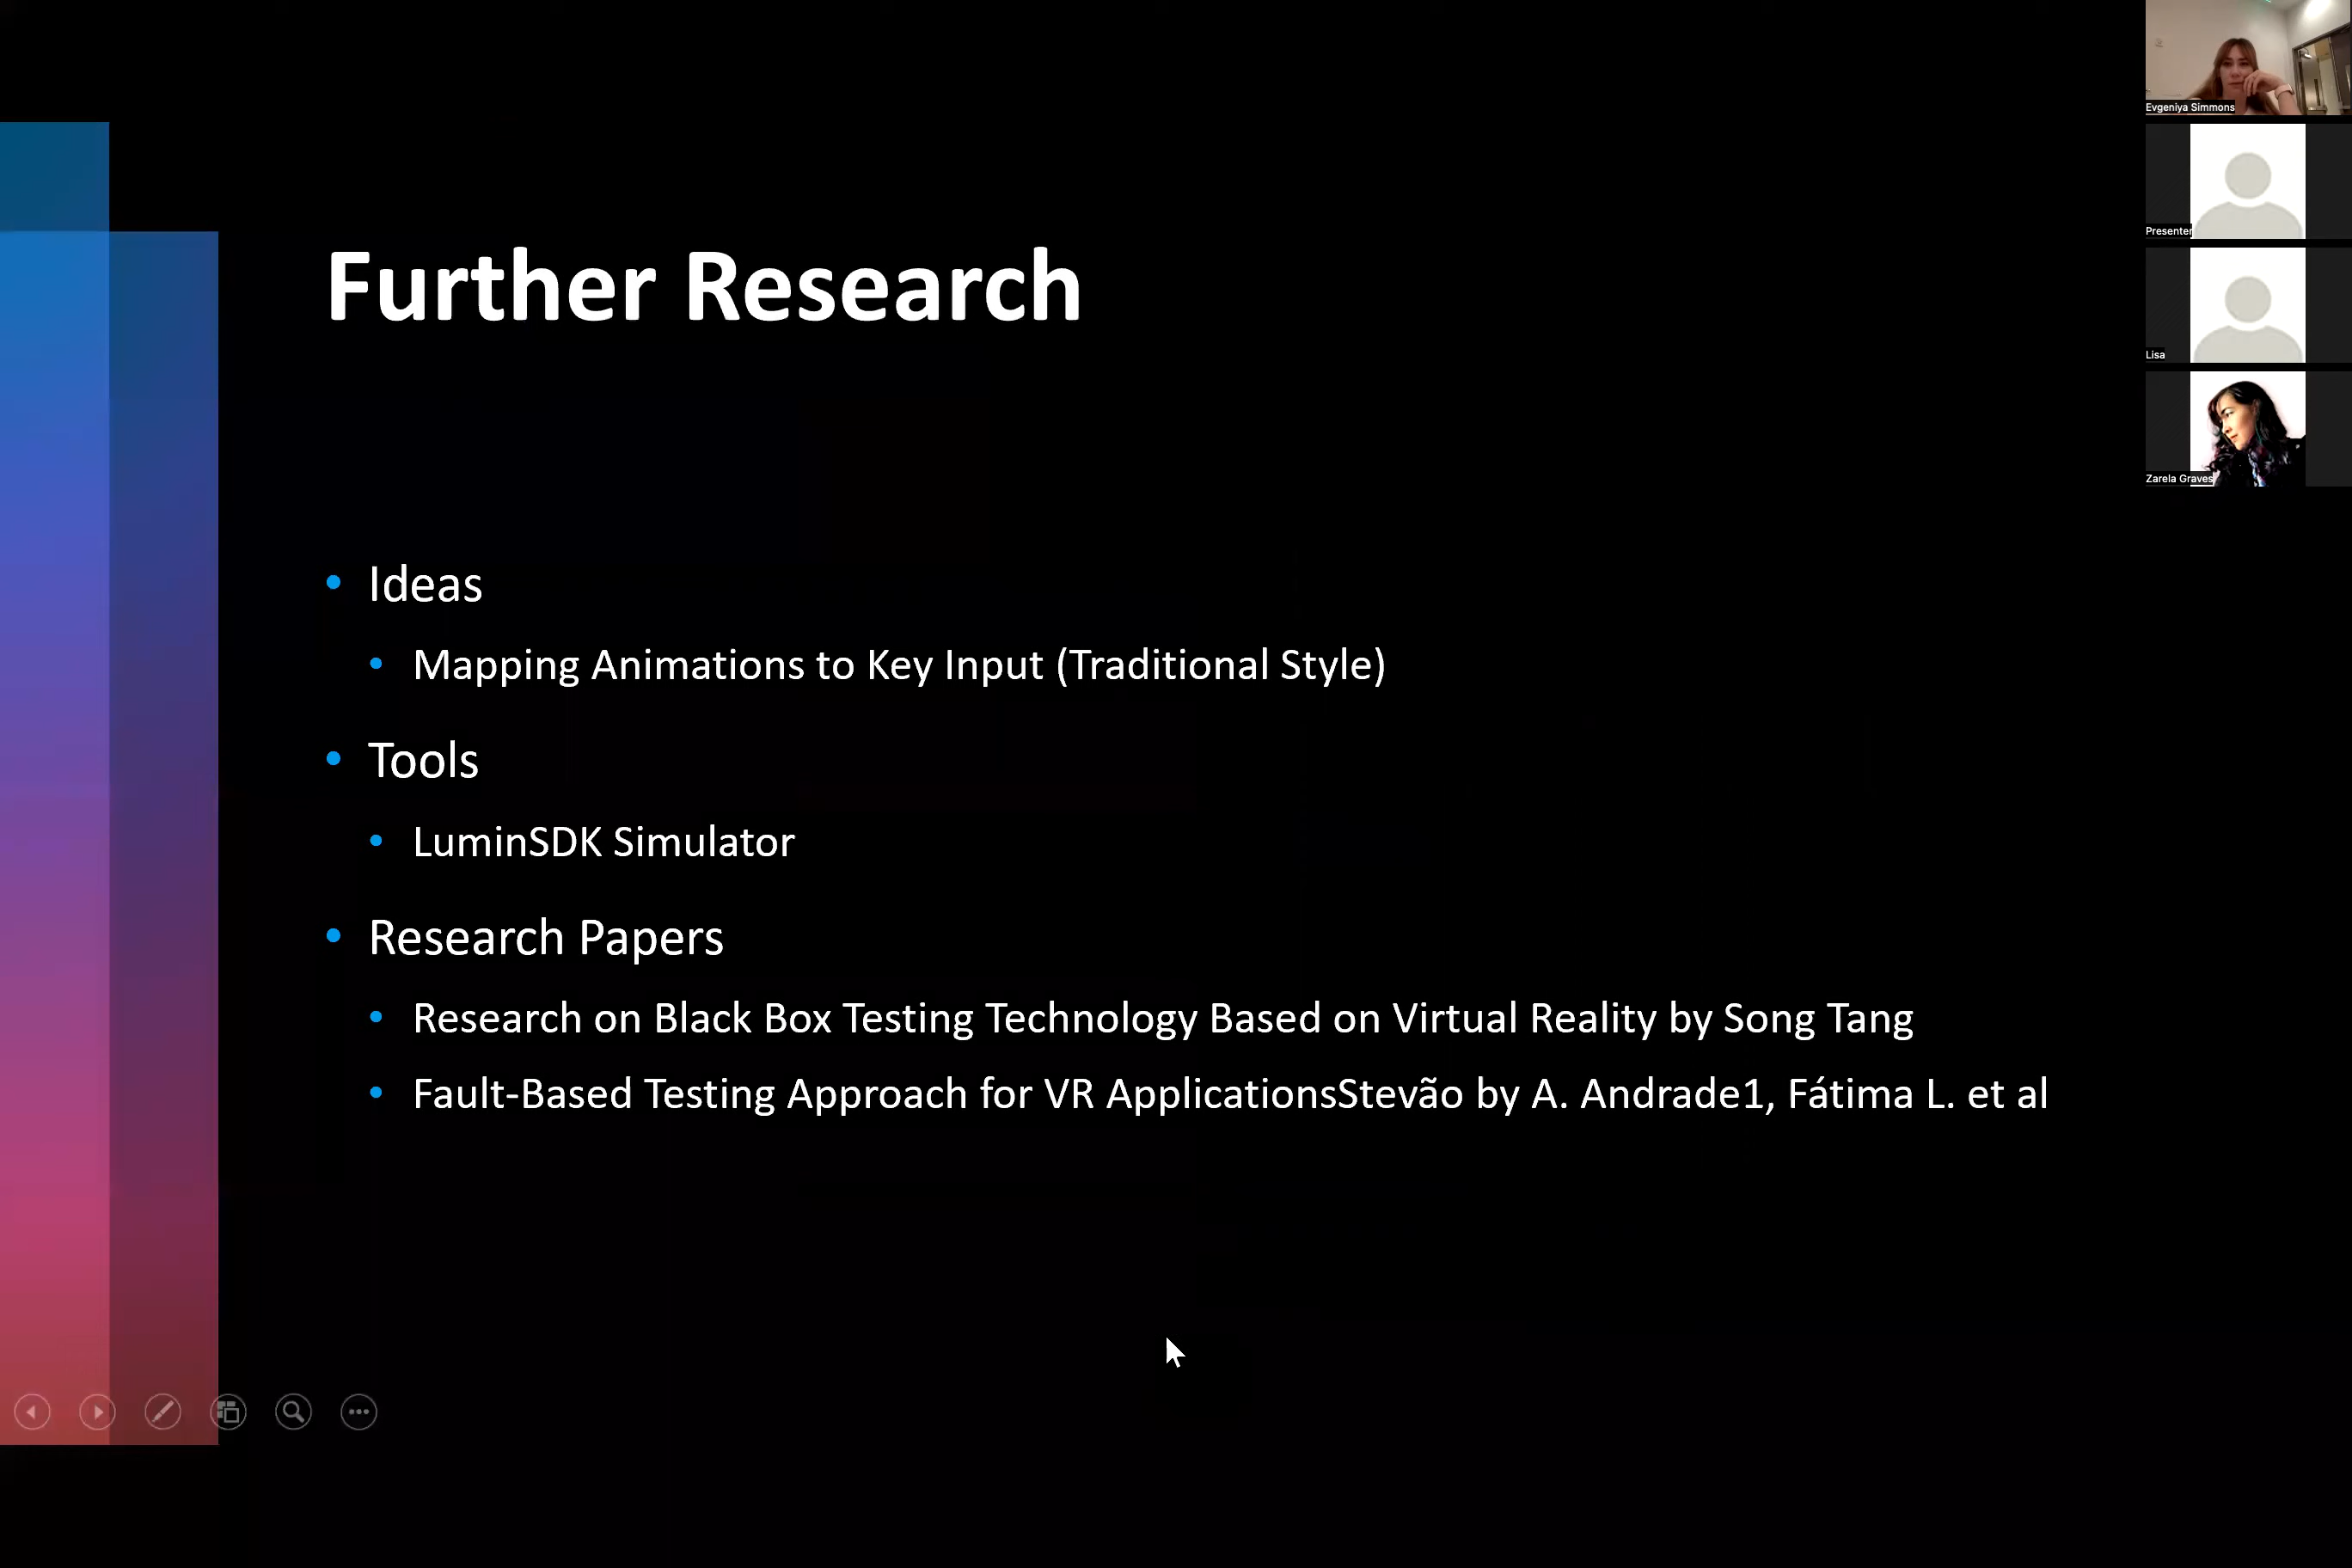 Further Research
Ideas
Mapping Animations to Key Input (Traditional Style)
Tools
LuminSDK Simulator
Research Papers
Research on Black Box Testing Technology Based on Virtual Reality by Song Tang
Fault-Based Testing Approach for VR ApplicationsStevão by A. Andrade1, Fátima L. et al
Evgeniya Simmons
Presenter
Lisa
Zarela Graves